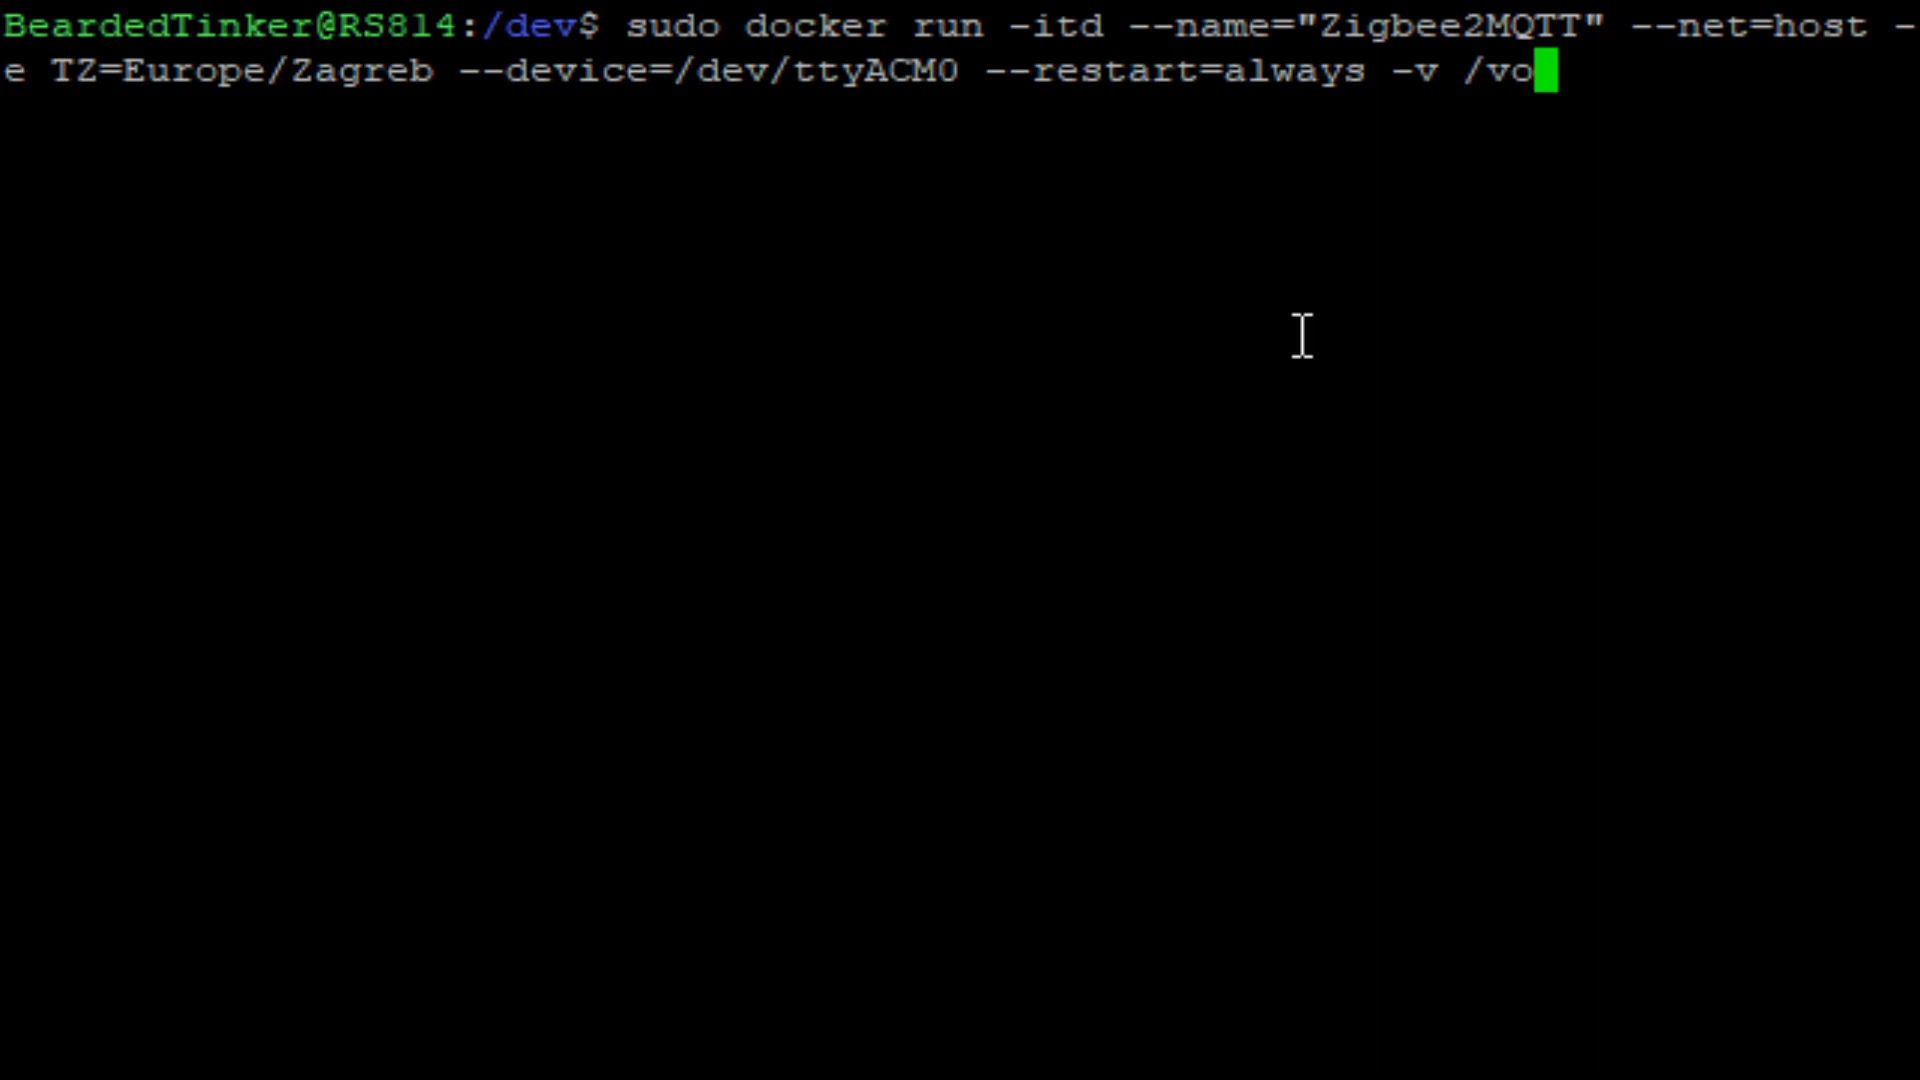 BeardedTinker@RS814:/dev$ sudo docker run -itd --name="Zigbee2MQTT" --net=host -
e TZ=Europe/Zagreb --device=/dev/ttyACM0 --restart=always -v /vo